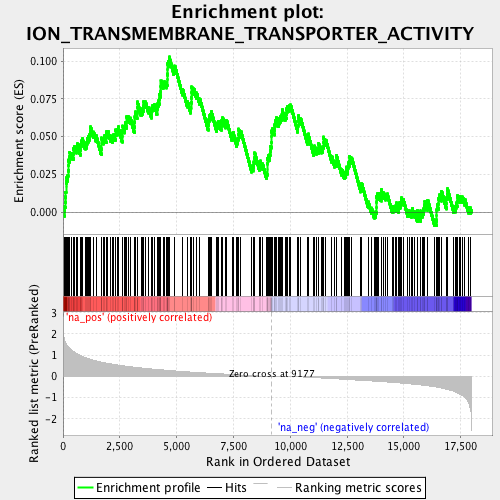 Enrichment plot:
ION_TRANSMEMBRANE_TRANSPORTER_ACTIVITY
Enrichment score (ES)
0.100
0.075
0.050
0.025
0.000
Ranked list metric (PreRanked)
3
2
1
0
-1
-2
'na_pos' (positively correlated)
Zero cross at 9177
'na_neg' (negatively correlated)
0
2,500
5,000
7,500
10,000
12,500
15,000
17,500
Rank in Ordered Dataset
Enrichment profile
Hits
Ranking metric scores